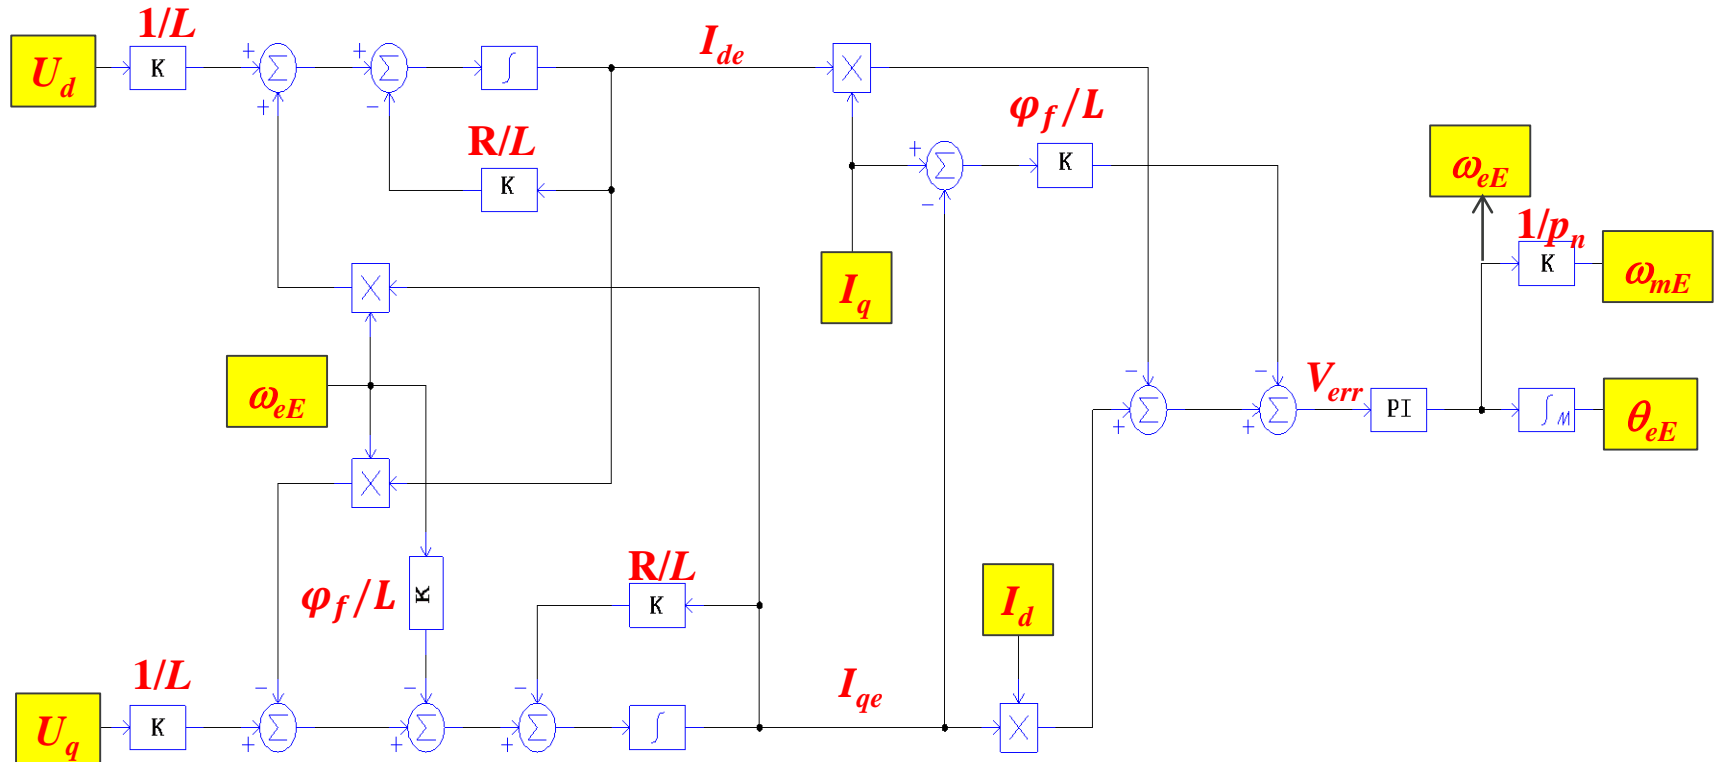 1/L
U_d
K
+
+
Σ
+
−
Σ
∫
I_de
×
R/L
K
φ_f/L
+
−
Σ
K
ω_eE
1/p_n
K
ω_mE
×
I_q
ω_eE
×
−
+
Σ
−
+
Σ
V_err
PI
∫M
θ_eE
φ_f/L
K
R/L
K
I_d
1/L
U_q
K
−
+
Σ
−
+
Σ
−
+
Σ
∫
I_qe
×